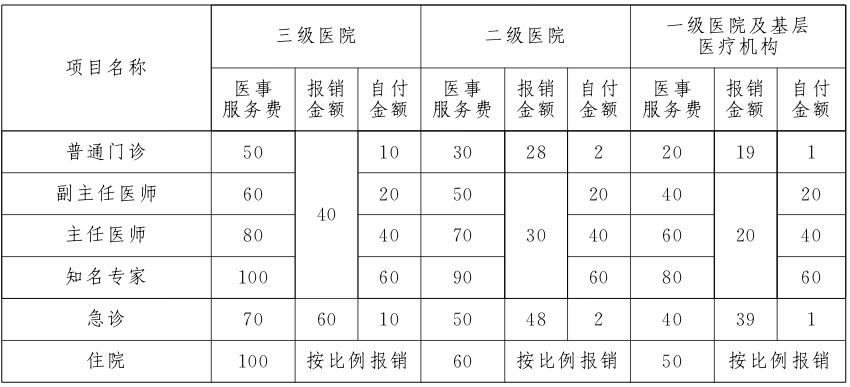 项目名称 三级医院 二级医院 一级医院及基层
医疗机构
医事
服务费 报销
金额 自付
金额 医事
服务费 报销
金额 自付
金额 医事
服务费 报销
金额 自付
金额
普通门诊 50 40 10 30 28 2 20 19 1
副主任医师 60 20 50 30 20 40 20 20
主任医师 80 40 70 40 60 40
知名专家 100 60 90 60 80 60
急诊 70 60 10 50 48 2 40 39 1
住院 100 按比例报销 60 按比例报销 50 按比例报销